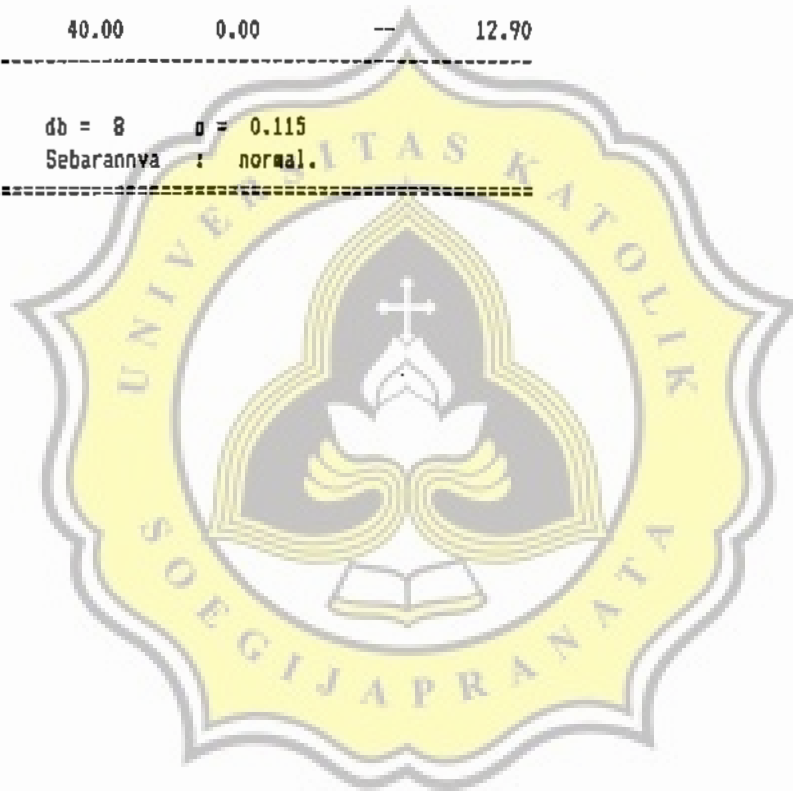 40.00 0.00 -- 12.90
db = 8 p = 0.115
Sebarannya : normal.
UNIVERSITAS KATOLIK
SOEGIJAPRANATA